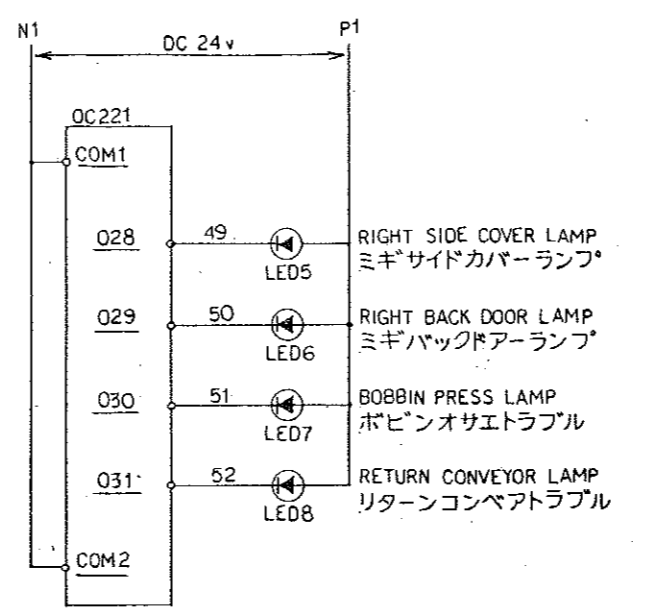 N1 P1
DC 24v
OC221
COM1
028 49 RIGHT SIDE COVER LAMP
LED5 ミギサイドカバーランプ
029 50 RIGHT BACK DOOR LAMP
LED6 ミギバックドアーランプ
030 51 BOBBIN PRESS LAMP
LED7 ボビンオサエトラブル
031 52 RETURN CONVEYOR LAMP
LED8 リターンコンベアトラブル
COM2